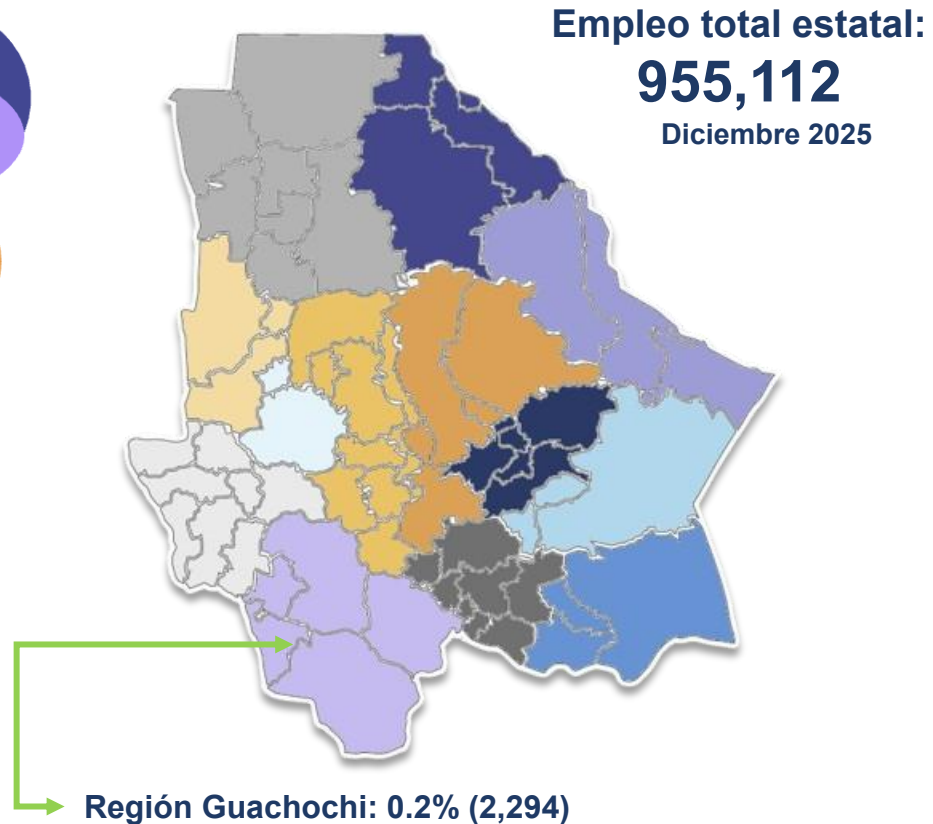 Empleo total estatal:
955,112
Diciembre 2025
Región Guachochi: 0.2% (2,294)